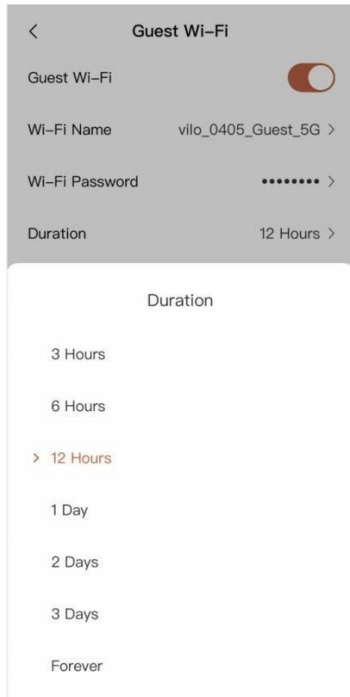 Guest Wi-Fi
Guest Wi-Fi
Wi-Fi Name vilo_0405_Guest_5G >
Wi-Fi Password •••••••• >
Duration 12 Hours >
Duration
3 Hours
6 Hours
> 12 Hours
1 Day
2 Days
3 Days
Forever